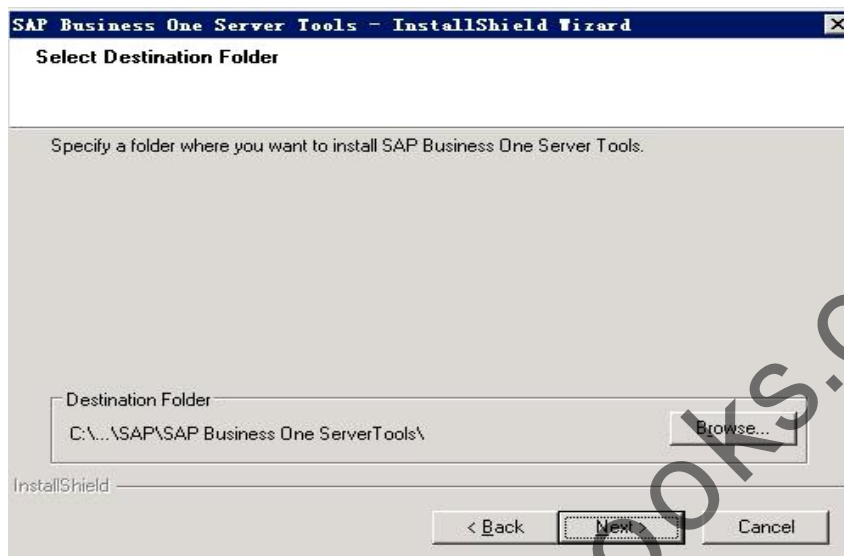 SAP Business One Server Tools - InstallShield Wizard
Select Destination Folder
Specify a folder where you want to install SAP Business One Server Tools.
Destination Folder
C:\...\SAP\SAP Business One ServerTools\
Browse...
InstallShield
< Back
Next >
Cancel
ooks.c